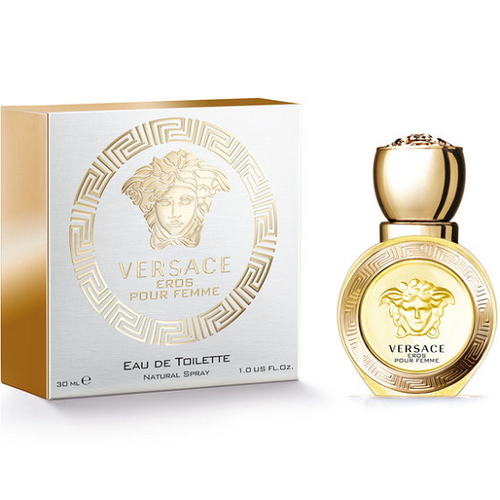 VERSACE
EROS
POUR FEMME
EAU DE TOILETTE
NATURAL SPRAY
30 ML ℮
1.0 US FL.OZ.
VERSACE
EROS
POUR FEMME